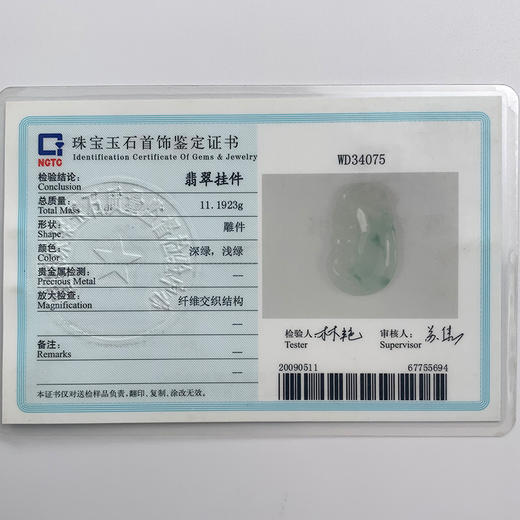 NGTC
珠宝玉石首饰鉴定证书
Identification Certificate Of Gems & Jewelry
检验结论: 翡翠挂件
Conclusion
总质量: 11.1923g
Total Mass
形状: 雕件
Shape
颜色: 深绿，浅绿
Color
贵金属检测: —
Precious Metal
放大检查: 纤维交织结构
Magnification
—
备注: —
Remarks
本证书仅对送检样品负责,翻印、复制、涂改无效。
WD34075
检验人 林艳 审核人:
Tester Supervisor
20090511 67755694